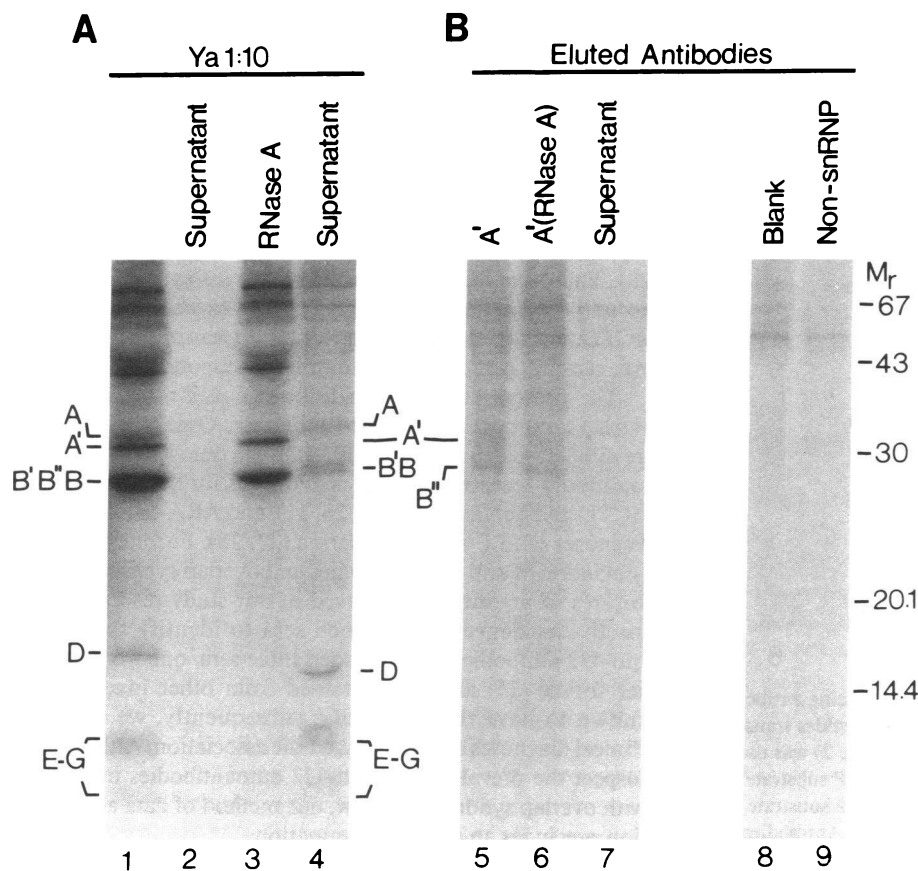 A
B
Ya 1:10
Eluted Antibodies
Supernatant
RNase A
Supernatant
A'
A'(RNase A)
Supernatant
Blank
Non-snRNP
Mr
-67
-43
-30
-20.1
-14.4
A
A'-
B' B" B-
D-
E-G
A
-A'-
-B'B
B"
-D
E-G
1 2 3 4 5 6 7 8 9